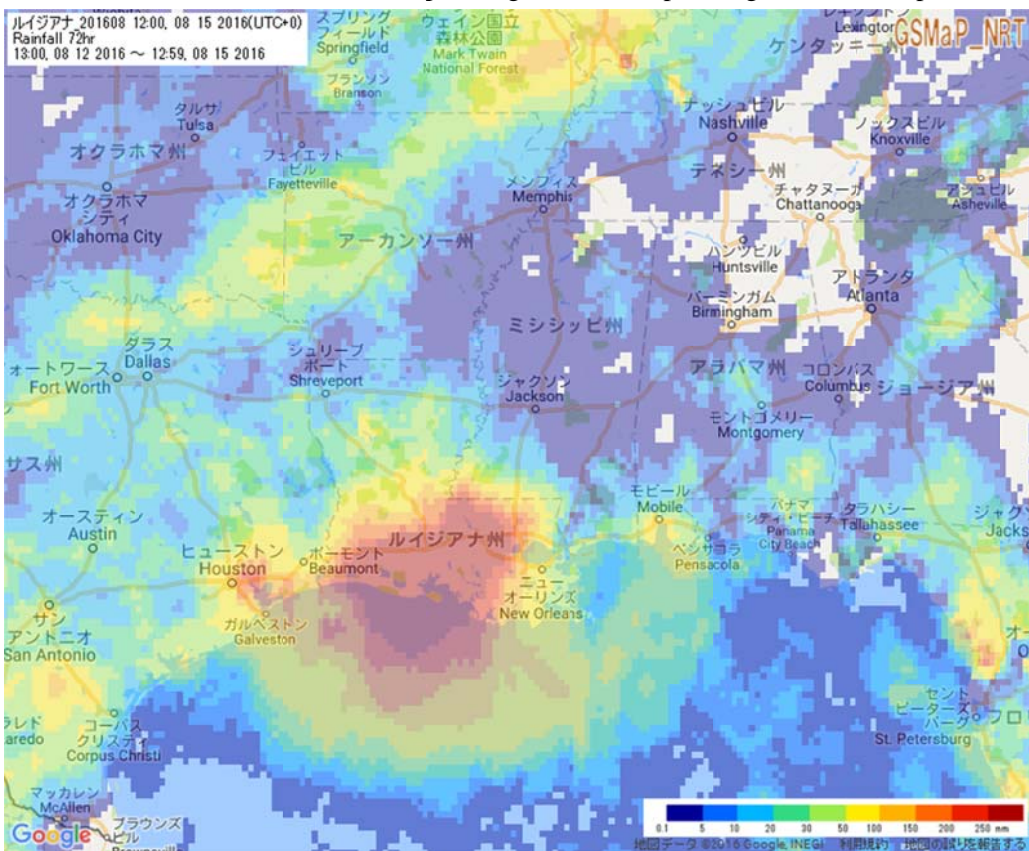 ルイジアナ_201608 12:00, 08 15 2016(UTC+0)
Rainfall 72hr
13:00, 08 12 2016 ～ 12:59, 08 15 2016
GSMaP_NRT
スプリング
フィールド
Springfield
ウェイン国立
森林公園
Mark Twain
National Forest
Lexington
ケンタッキー州
ブランソン
Branson
タルサ
Tulsa
オクラホマ州
フェイエット
ビル
Fayetteville
ナッシュビル
Nashville
ノックスビル
Knoxville
テネシー州
オクラホマ
シティ
Oklahoma City
メンフィス
Memphis
チャタヌーガ
Chattanooga
アシュビル
Asheville
アーカンソー州
ハンツビル
Huntsville
アトランタ
Atlanta
バーミンガム
Birmingham
ミシシッピ州
ダラス
Dallas
ォートワース
Fort Worth
シュリーブ
ポート
Shreveport
ジャクソン
Jackson
アラバマ州
コロンバス
Columbus
ジョージア州
モントゴメリー
Montgomery
サス州
オースティン
Austin
モビール
Mobile
パナマ
シティ・ビーチ
Panama
City Beach
タラハシー
Tallahassee
ジャク
Jacks
ヒューストン
Houston
ボーモント
Beaumont
ルイジアナ州
ペンサコラ
Pensacola
ニュー
オーリンズ
New Orleans
ガルベストン
Galveston
サン
アントニオ
San Antonio
オー
O
セント
ピーターズ
バーグ
St. Petersburg
フロ
ラレド
aredo
コーパス
クリスティ
Corpus Christi
マッカレン
McAllen
ブラウンズ
ビル
Google
0.1 5 10 20 30 50 100 150 200 250 mm
地図データ ©2016 Google, INEGI 利用規約 地図の誤りを報告する